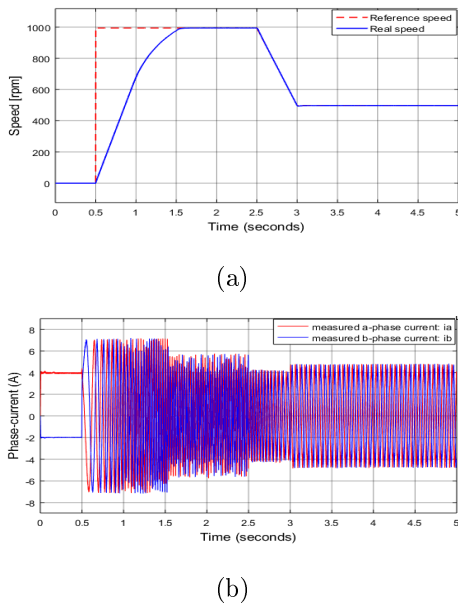 Reference speed
Real speed
Speed [rpm]
1000
800
600
400
200
0
0 0.5 1 1.5 2 2.5 3 3.5 4 4.5 5
Time (seconds)
(a)
measured a-phase current: ia
measured b-phase current: ib
Phase-current (A)
8
6
4
2
0
-2
-4
-6
-8
0 0.5 1 1.5 2 2.5 3 3.5 4 4.5 5
Time (seconds)
(b)